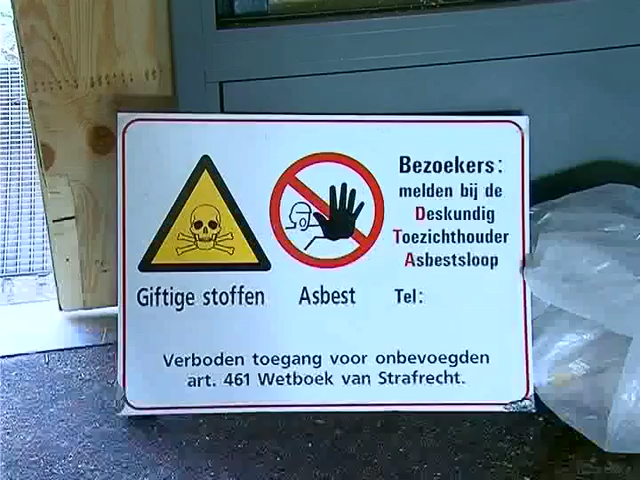 Bezoekers:
melden bij de
Deskundig
Toezichthouder
Asbestsloop
Giftige stoffen
Asbest
Tel:
Verboden toegang voor onbevoegden
art. 461 Wetboek van Strafrecht.